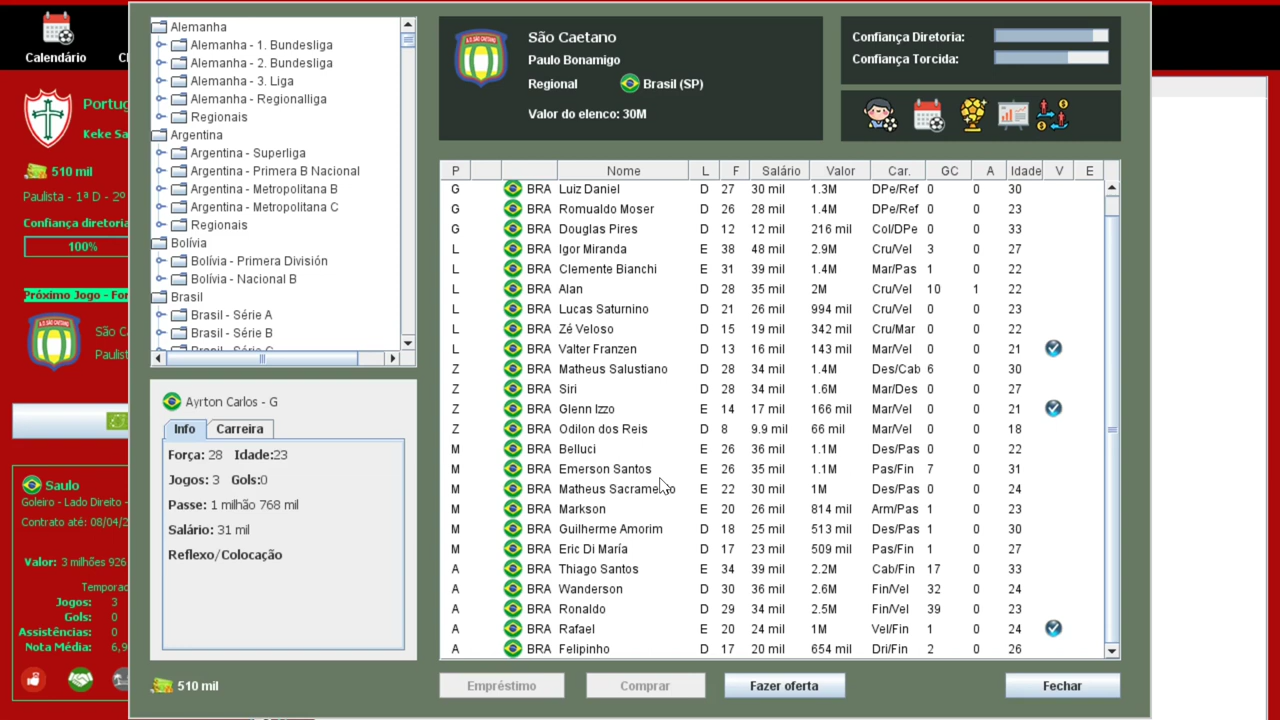 Calendário
Portug
Keke Sa
510 mil
Paulista - 1ª D - 2º
Confiança diretoria
100%
Próximo Jogo - For
São C
Paulist
Saulo
Goleiro - Lado Direito -
Contrato até: 08/04/2
Valor: 3 milhões 926
Temporad
Jogos: 3
Gols: 0
Assistências: 0
Nota Média: 6,9
Alemanha
Alemanha - 1. Bundesliga
Alemanha - 2. Bundesliga
Alemanha - 3. Liga
Alemanha - Regionalliga
Regionais
Argentina
Argentina - Superliga
Argentina - Primera B Nacional
Argentina - Metropolitana B
Argentina - Metropolitana C
Regionais
Bolívia
Bolívia - Primera División
Bolívia - Nacional B
Brasil
Brasil - Série A
Brasil - Série B
Ayrton Carlos - G
Info Carreira
Força: 28 Idade:23
Jogos: 3 Gols:0
Passe: 1 milhão 768 mil
Salário: 31 mil
Reflexo/Colocação
510 mil
São Caetano
Paulo Bonamigo
Regional Brasil (SP)
Valor do elenco: 30M
Confiança Diretoria:
Confiança Torcida:
P Nome L F Salário Valor Car. GC A Idade V E
G BRA Luiz Daniel D 27 30 mil 1.3M DPe/Ref 0 0 30
G BRA Romualdo Moser D 26 28 mil 1.4M DPe/Ref 0 0 23
G BRA Douglas Pires D 12 12 mil 216 mil Col/DPe 0 0 33
L BRA Igor Miranda E 38 48 mil 2.9M Cru/Vel 3 0 27
L BRA Clemente Bianchi E 31 39 mil 1.4M Mar/Pas 1 0 22
L BRA Alan D 28 35 mil 2M Cru/Vel 10 1 22
L BRA Lucas Saturnino D 21 26 mil 994 mil Cru/Vel 0 0 23
L BRA Zé Veloso D 15 19 mil 342 mil Cru/Mar 0 0 22
L BRA Valter Franzen D 13 16 mil 143 mil Mar/Vel 0 0 21
Z BRA Matheus Salustiano D 28 34 mil 1.4M Des/Cab 6 0 30
Z BRA Siri D 28 34 mil 1.6M Mar/Des 0 0 27
Z BRA Glenn Izzo E 14 17 mil 166 mil Mar/Vel 0 0 21
Z BRA Odilon dos Reis D 8 9.9 mil 66 mil Mar/Vel 0 0 18
M BRA Belluci E 26 36 mil 1.1M Des/Pas 0 0 22
M BRA Emerson Santos E 26 35 mil 1.1M Pas/Fin 7 0 31
M BRA Matheus Sacramento E 22 30 mil 1M Des/Pas 0 0 24
M BRA Markson E 20 26 mil 814 mil Arm/Pas 1 0 23
M BRA Guilherme Amorim D 18 25 mil 513 mil Des/Pas 1 0 30
M BRA Eric Di María D 17 23 mil 509 mil Pas/Fin 1 0 27
A BRA Thiago Santos E 34 39 mil 2.2M Cab/Fin 17 0 33
A BRA Wanderson D 30 36 mil 2.6M Fin/Vel 32 0 24
A BRA Ronaldo D 29 34 mil 2.5M Fin/Vel 39 0 23
A BRA Rafael E 20 24 mil 1M Vel/Fin 1 0 24
A BRA Felipinho D 17 20 mil 654 mil Dri/Fin 2 0 26
Empréstimo Comprar Fazer oferta Fechar